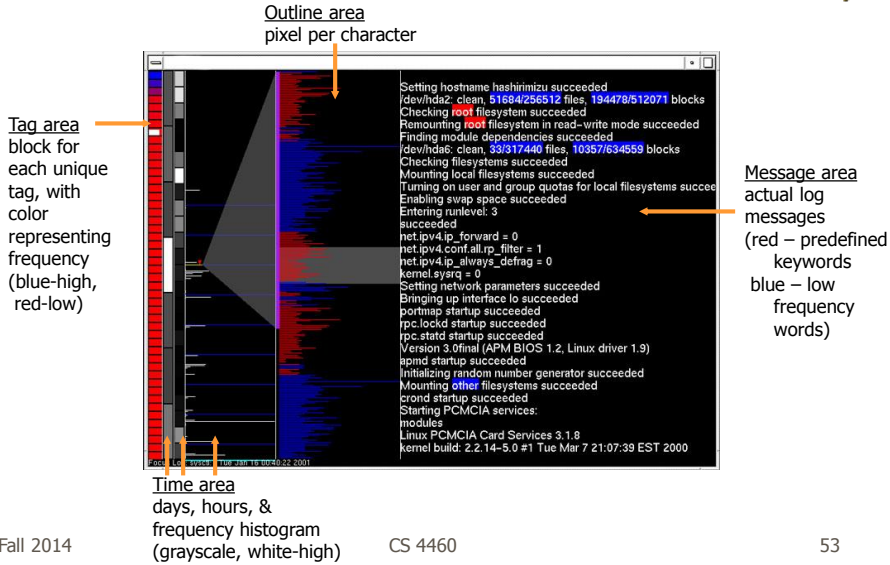 Outline area
pixel per character
Tag area
block for
each unique
tag, with
color
representing
frequency
(blue-high,
red-low)
Setting hostname hashirimizu succeeded
/dev/hda2: clean, 51684/256512 files, 194478/512071 blocks
Checking root filesystem succeeded
Remounting root filesystem in read-write mode succeeded
Finding module dependencies succeeded
/dev/hda6: clean, 33/317440 files, 10357/634559 blocks
Checking filesystems succeeded
Mounting local filesystems succeeded
Turning on user and group quotas for local filesystems succee
Enabling swap space succeeded
Entering runlevel: 3
succeeded
net.ipv4.ip_forward = 0
net.ipv4.conf.all.rp_filter = 1
net.ipv4.ip_always_defrag = 0
kernel.sysrq = 0
Setting network parameters succeeded
Bringing up interface lo succeeded
portmap startup succeeded
rpc.lockd startup succeeded
rpc.statd startup succeeded
Version 3.0final (APM BIOS 1.2, Linux driver 1.9)
apmd startup succeeded
Initializing random number generator succeeded
Mounting other filesystems succeeded
crond startup succeeded
Starting PCMCIA services:
modules
Linux PCMCIA Card Services 3.1.8
kernel build: 2.2.14-5.0 #1 Tue Mar 7 21:07:39 EST 2000
Message area
actual log
messages
(red – predefined
keywords
blue – low
frequency
words)
Tue Jan 16 00:40:22 2001
Time area
days, hours, &
frequency histogram
(grayscale, white-high)
Fall 2014
CS 4460
53